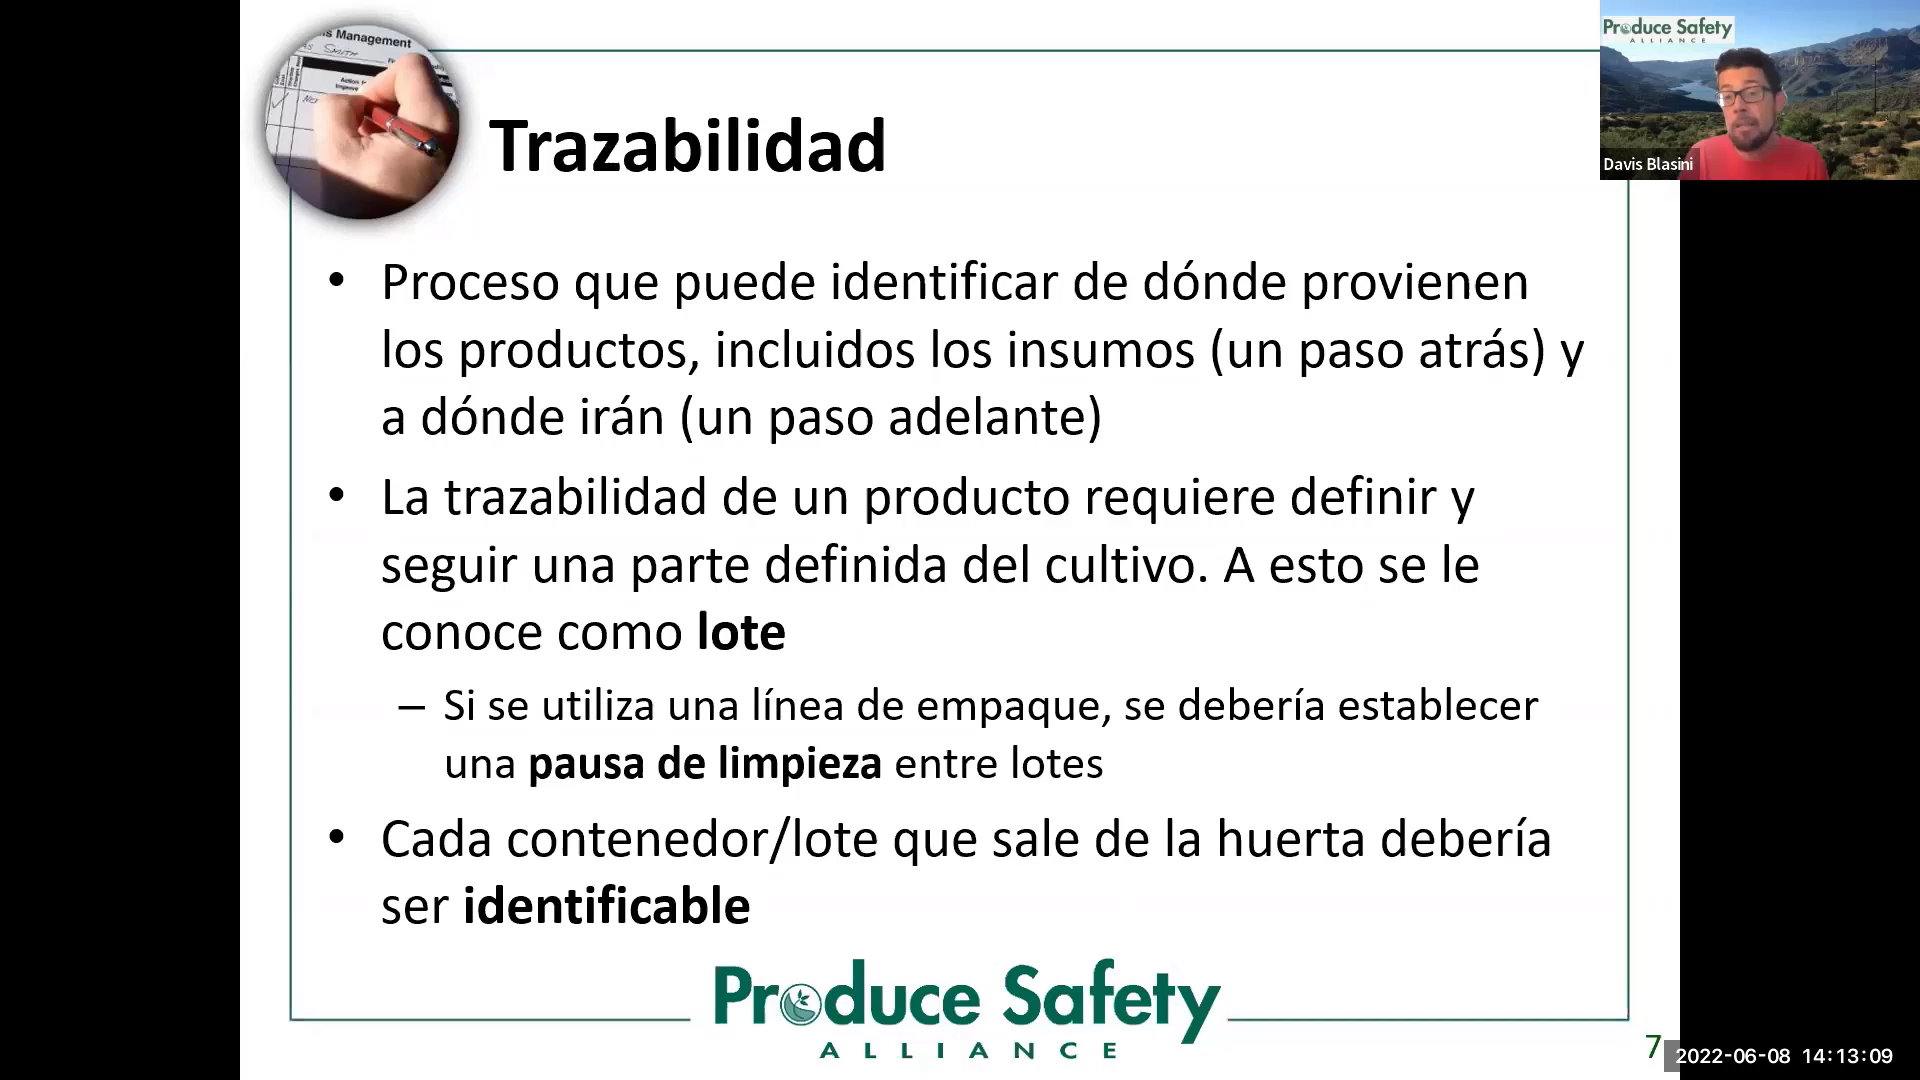 s Management
AS SMITH
Produce Safety
ALLIANCE
Davis Blasini
Trazabilidad
• Proceso que puede identificar de dónde provienen
los productos, incluidos los insumos (un paso atrás) y
a dónde irán (un paso adelante)
• La trazabilidad de un producto requiere definir y
seguir una parte definida del cultivo. A esto se le
conoce como lote
– Si se utiliza una línea de empaque, se debería establecer
una pausa de limpieza entre lotes
• Cada contenedor/lote que sale de la huerta debería
ser identificable
Produce Safety
ALLIANCE
7
2022-06-08 14:13:09